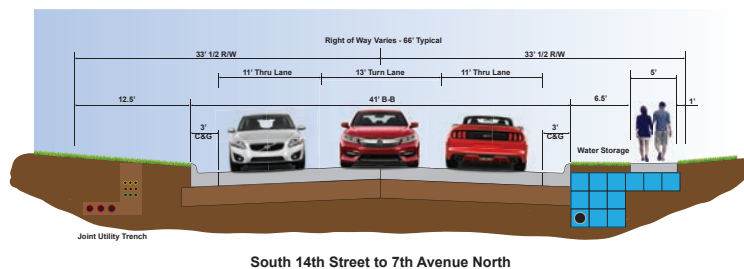 Right of Way Varies - 66' Typical
33' 1/2 R/W
33' 1/2 R/W
11' Thru Lane
13' Turn Lane
11' Thru Lane
5'
12.5'
41' B-B
6.5'
1'
3'
C&G
3'
C&G
Water Storage
Joint Utility Trench
South 14th Street to 7th Avenue North